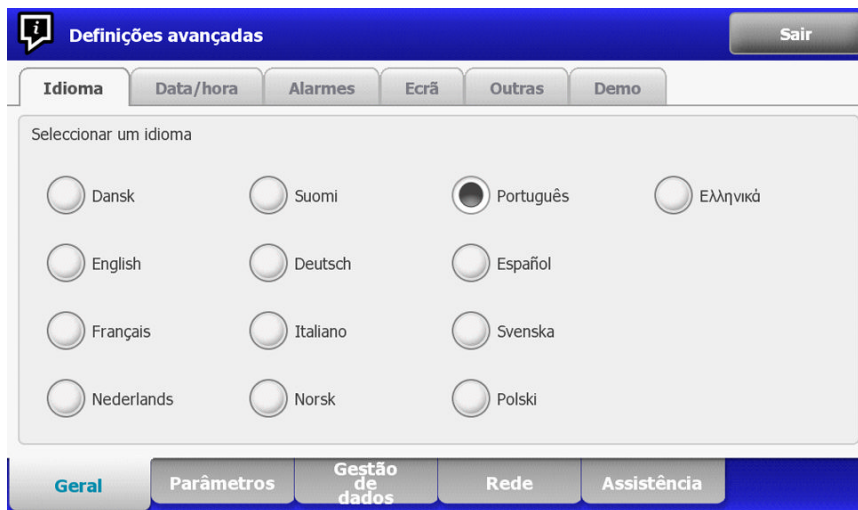 Definições avançadas
Sair
Idioma
Data/hora
Alarmes
Ecrã
Outras
Demo
Seleccionar um idioma
Dansk
Suomi
Português
Ελληνικά
English
Deutsch
Español
Français
Italiano
Svenska
Nederlands
Norsk
Polski
Geral
Parâmetros
Gestão
de
dados
Rede
Assistência